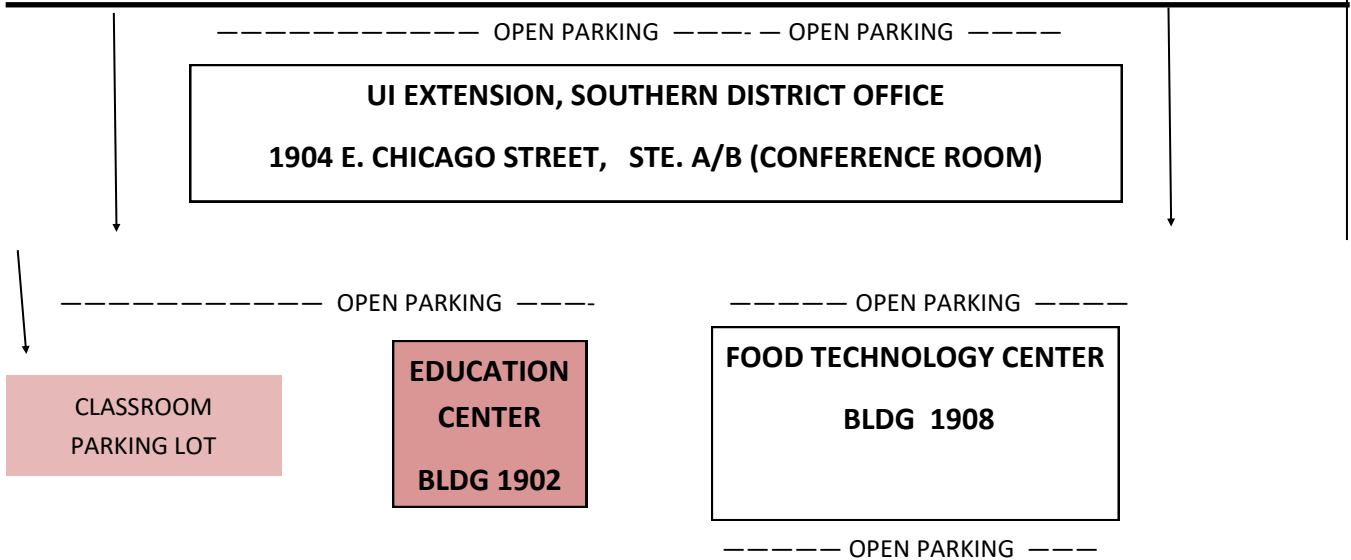 ——————————— OPEN PARKING ———- — OPEN PARKING ————
UI EXTENSION, SOUTHERN DISTRICT OFFICE
1904 E. CHICAGO STREET, STE. A/B (CONFERENCE ROOM)
——————————— OPEN PARKING ———-
————— OPEN PARKING ————
CLASSROOM
PARKING LOT
EDUCATION
CENTER
BLDG 1902
FOOD TECHNOLOGY CENTER
BLDG 1908
————— OPEN PARKING ———